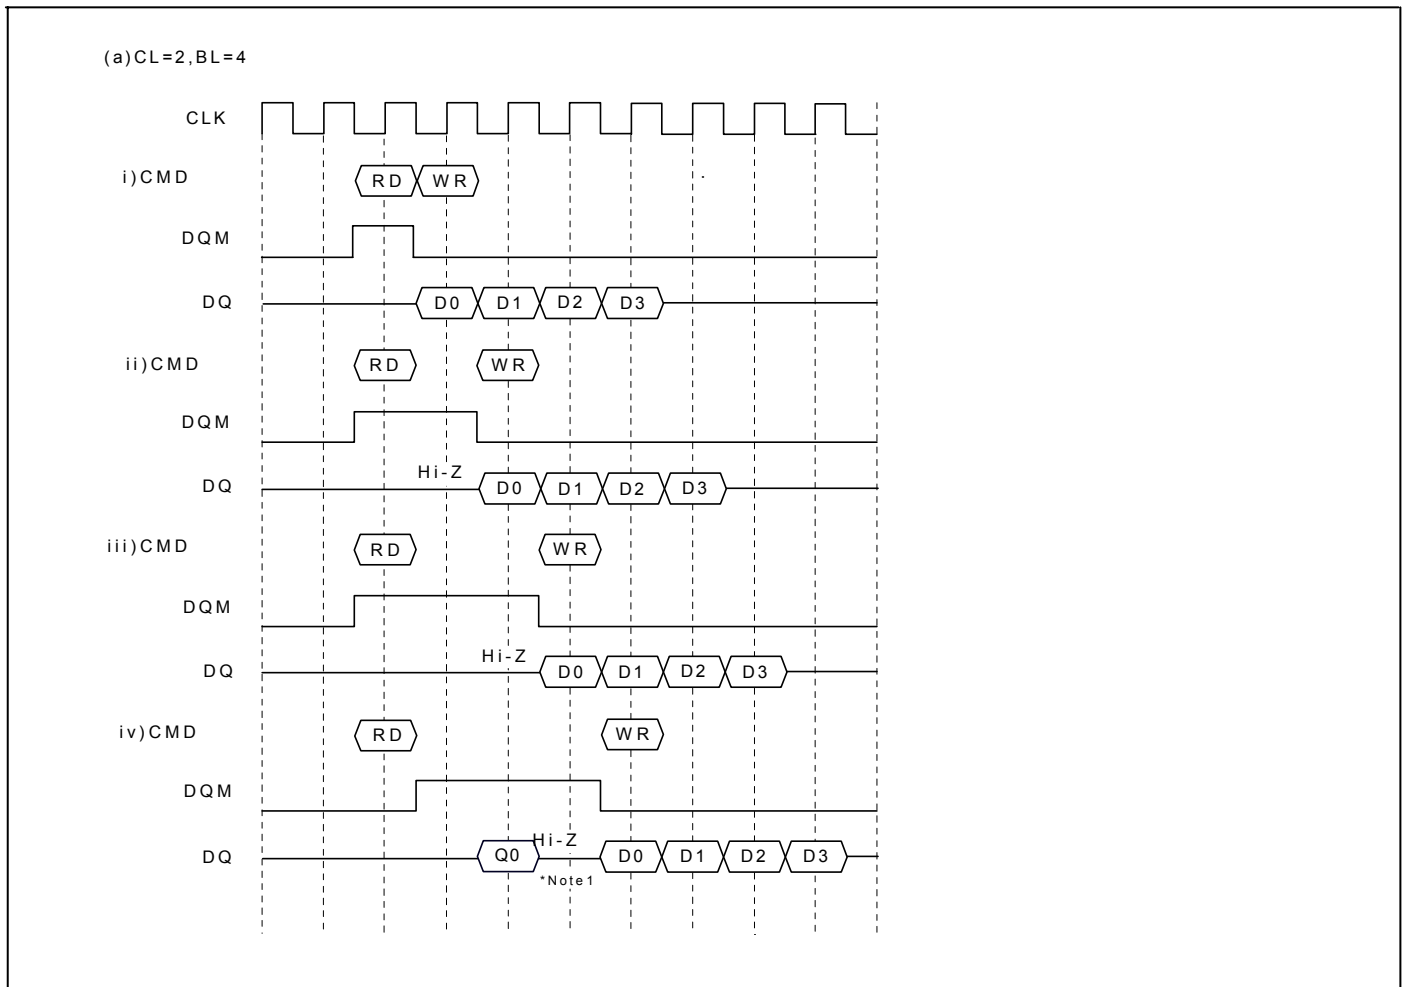 (a)CL=2,BL=4
CLK
i)CMD RD WR
DQM
DQ D0 D1 D2 D3
ii)CMD RD WR
DQM
Hi-Z
DQ D0 D1 D2 D3
iii)CMD RD WR
DQM
Hi-Z
DQ D0 D1 D2 D3
iv)CMD RD WR
DQM
Hi-Z
DQ Q0 D0 D1 D2 D3
*Note1